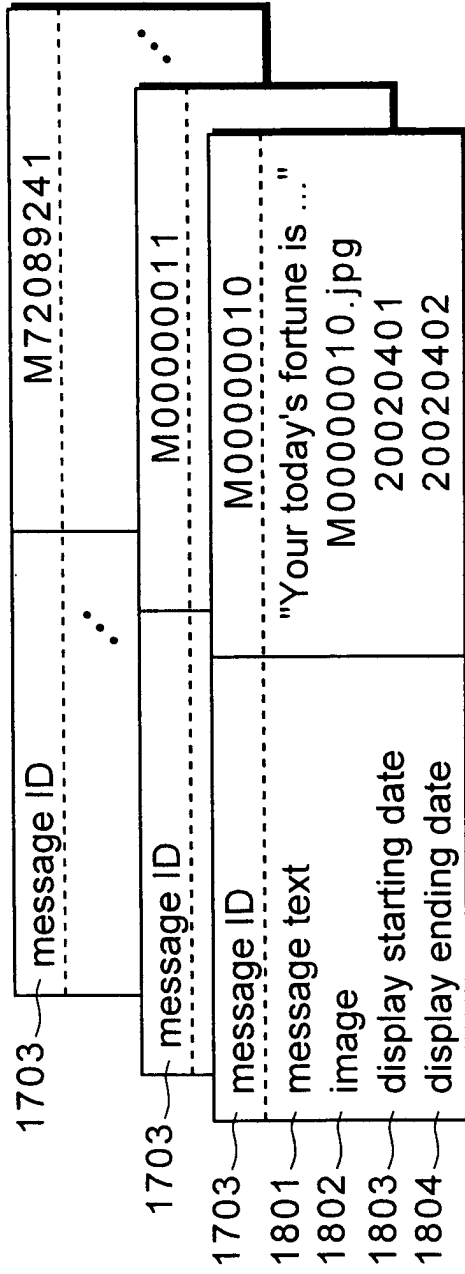 1703 message ID M72089241
1703 message ID M00000011
1703 message ID M00000010
1801 message text "Your today's fortune is ..."
1802 image M00000010.jpg
1803 display starting date 20020401
1804 display ending date 20020402